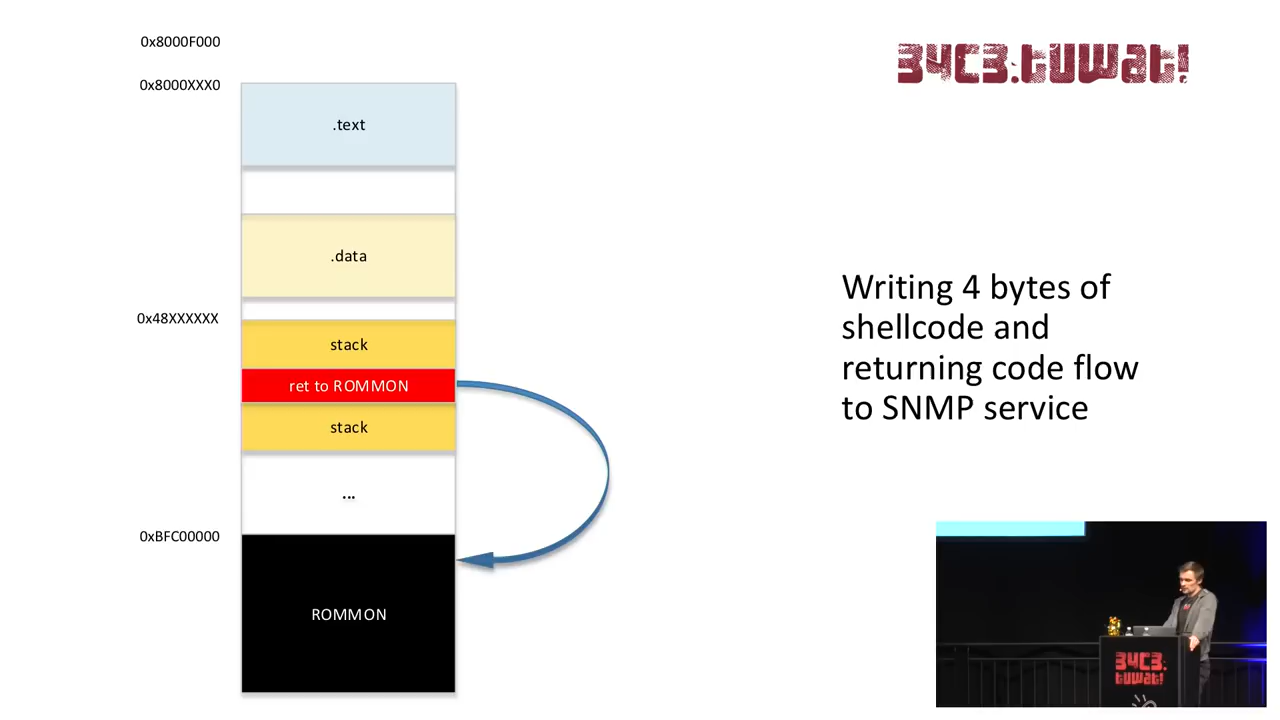 0x8000F000
34C3.tuwat!
0x8000XXX0
.text
.data
0x48XXXXXX
stack
ret to ROMMON
stack
...
0xBFC00000
ROMMON
Writing 4 bytes of
shellcode and
returning code flow
to SNMP service
34C3.
tuwat!